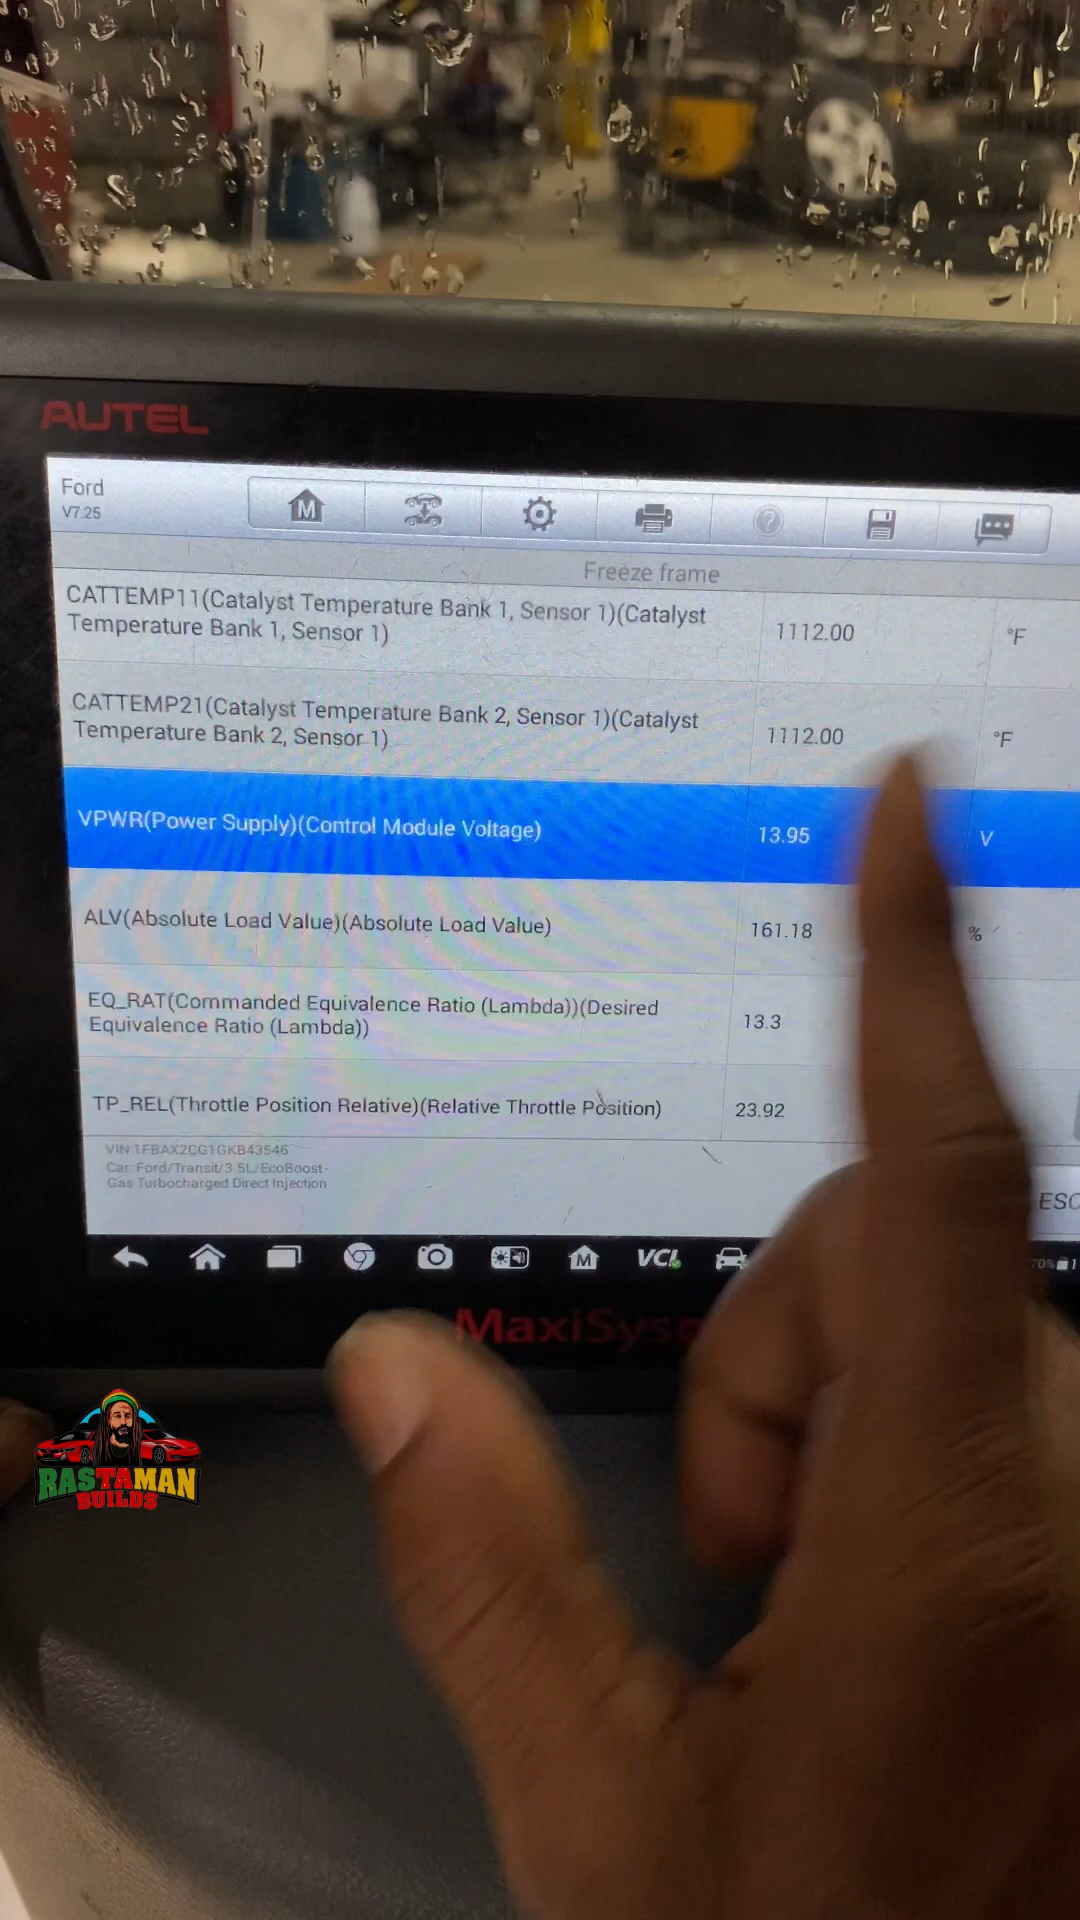 AUTEL
Ford
V7.25
M
?
Freeze frame
CATTEMP11(Catalyst Temperature Bank 1, Sensor 1)(Catalyst
Temperature Bank 1, Sensor 1)
1112.00
°F
CATTEMP21(Catalyst Temperature Bank 2, Sensor 1)(Catalyst
Temperature Bank 2, Sensor 1)
1112.00
°F
VPWR(Power Supply)(Control Module Voltage)
13.95
V
ALV(Absolute Load Value)(Absolute Load Value)
161.18
%
EQ_RAT(Commanded Equivalence Ratio (Lambda))(Desired
Equivalence Ratio (Lambda))
13.3
TP_REL(Throttle Position Relative)(Relative Throttle Position)
23.92
VIN:1FBAX2CG1GKB43546
Car: Ford/Transit/3.5L/EcoBoost-
Gas Turbocharged Direct Injection
ESC
M
VCI
70%
MaxiSys
RASTAMAN
BUILDS